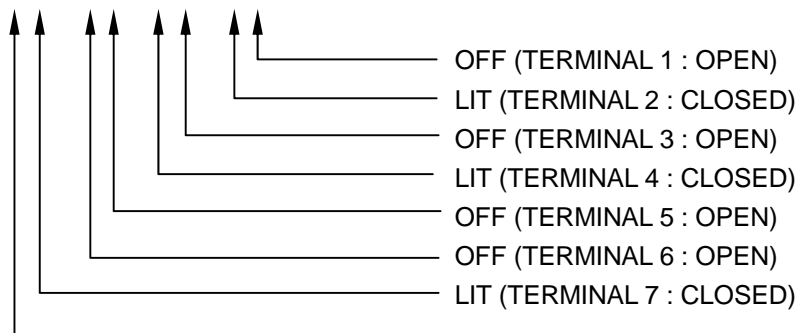 OFF (TERMINAL 1 : OPEN)
LIT (TERMINAL 2 : CLOSED)
OFF (TERMINAL 3 : OPEN)
LIT (TERMINAL 4 : CLOSED)
OFF (TERMINAL 5 : OPEN)
OFF (TERMINAL 6 : OPEN)
LIT (TERMINAL 7 : CLOSED)